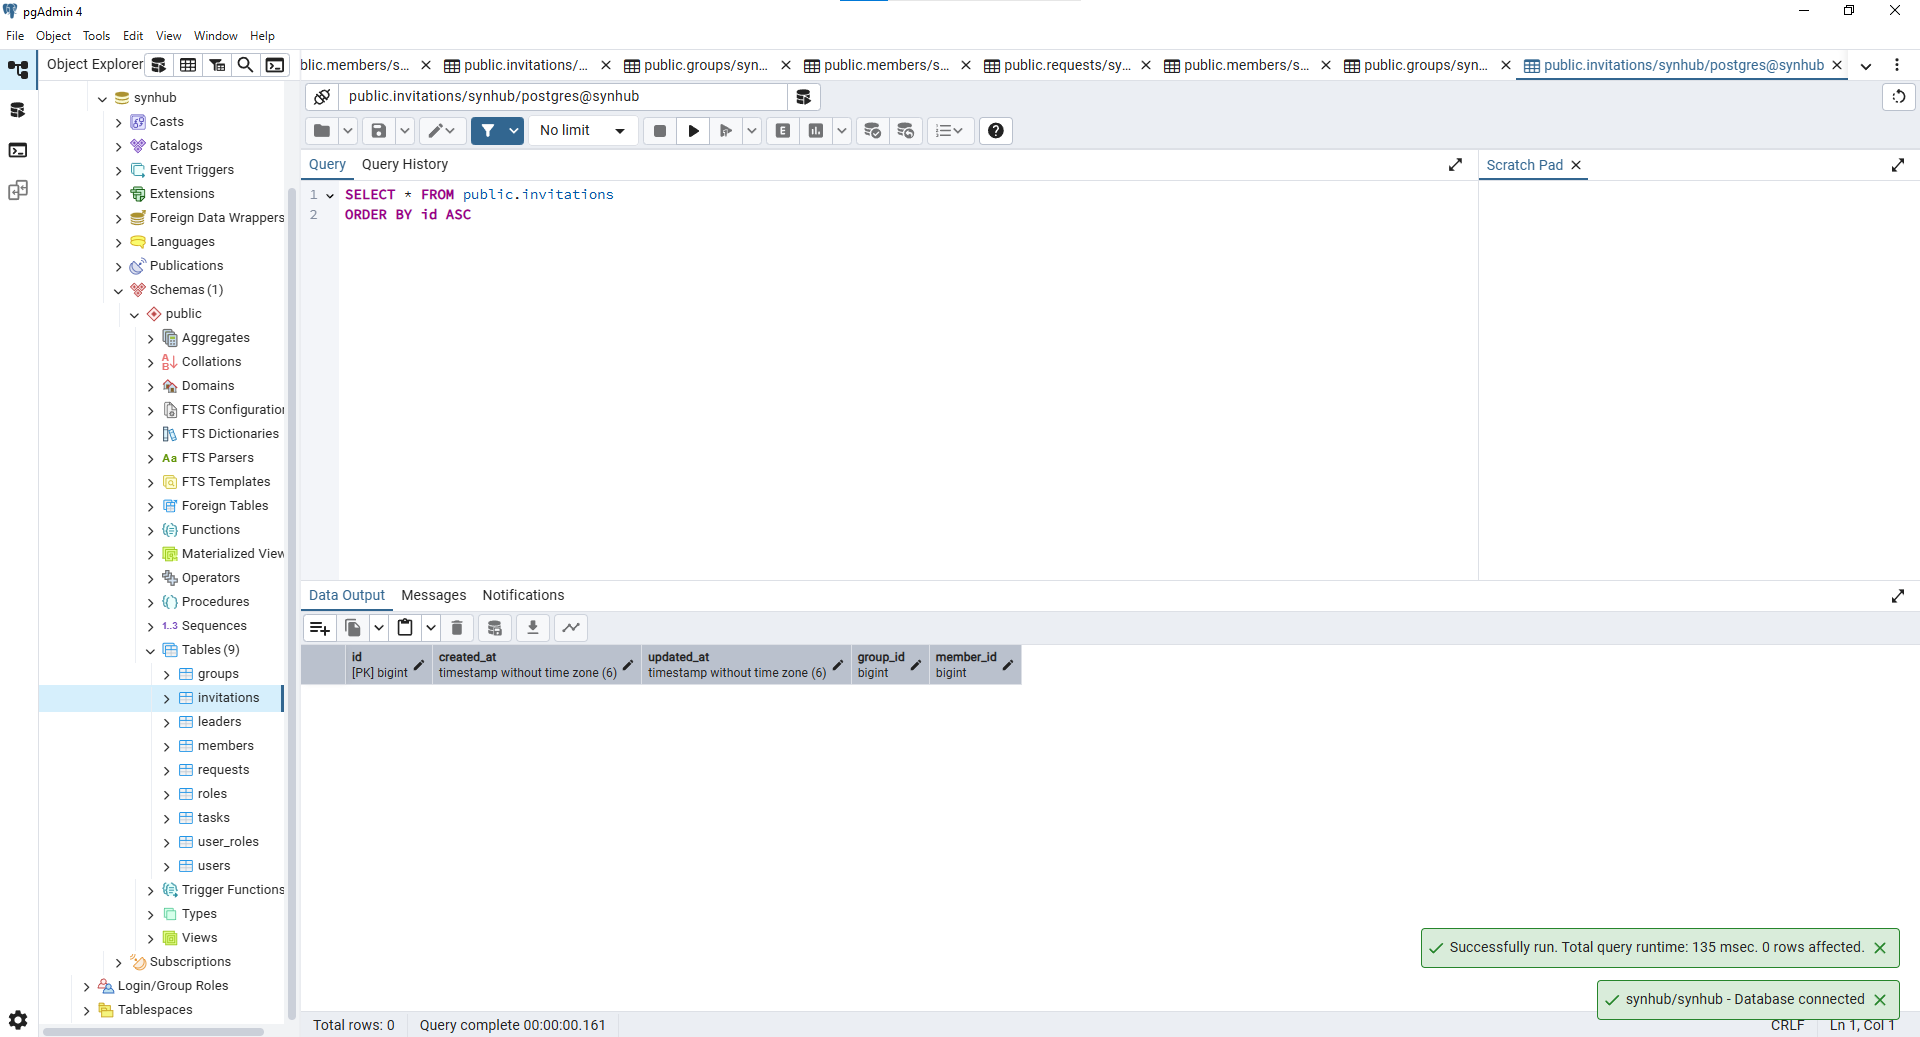 pgAdmin 4
File Object Tools Edit View Window Help
Object Explorer
synhub
Casts
Catalogs
Event Triggers
Extensions
Foreign Data Wrappers
Languages
Publications
Schemas (1)
public
Aggregates
Collations
Domains
FTS Configuration
FTS Dictionaries
FTS Parsers
FTS Templates
Foreign Tables
Functions
Materialized View
Operators
Procedures
Sequences
Tables (9)
groups
invitations
leaders
members
requests
roles
tasks
user_roles
users
Trigger Functions
Types
Views
Subscriptions
Login/Group Roles
Tablespaces
blic.members/s... public.invitations/... public.groups/syn... public.members/s... public.requests/sy... public.members/s... public.groups/syn... public.invitations/synhub/postgres@synhub
public.invitations/synhub/postgres@synhub
No limit
Query Query History
Scratch Pad
1 SELECT * FROM public.invitations
2 ORDER BY id ASC
Data Output Messages Notifications
id created_at updated_at group_id member_id
[PK] bigint timestamp without time zone (6) timestamp without time zone (6) bigint bigint
Successfully run. Total query runtime: 135 msec. 0 rows affected.
synhub/synhub - Database connected
Total rows: 0 Query complete 00:00:00.161 CRLF Ln 1, Col 1